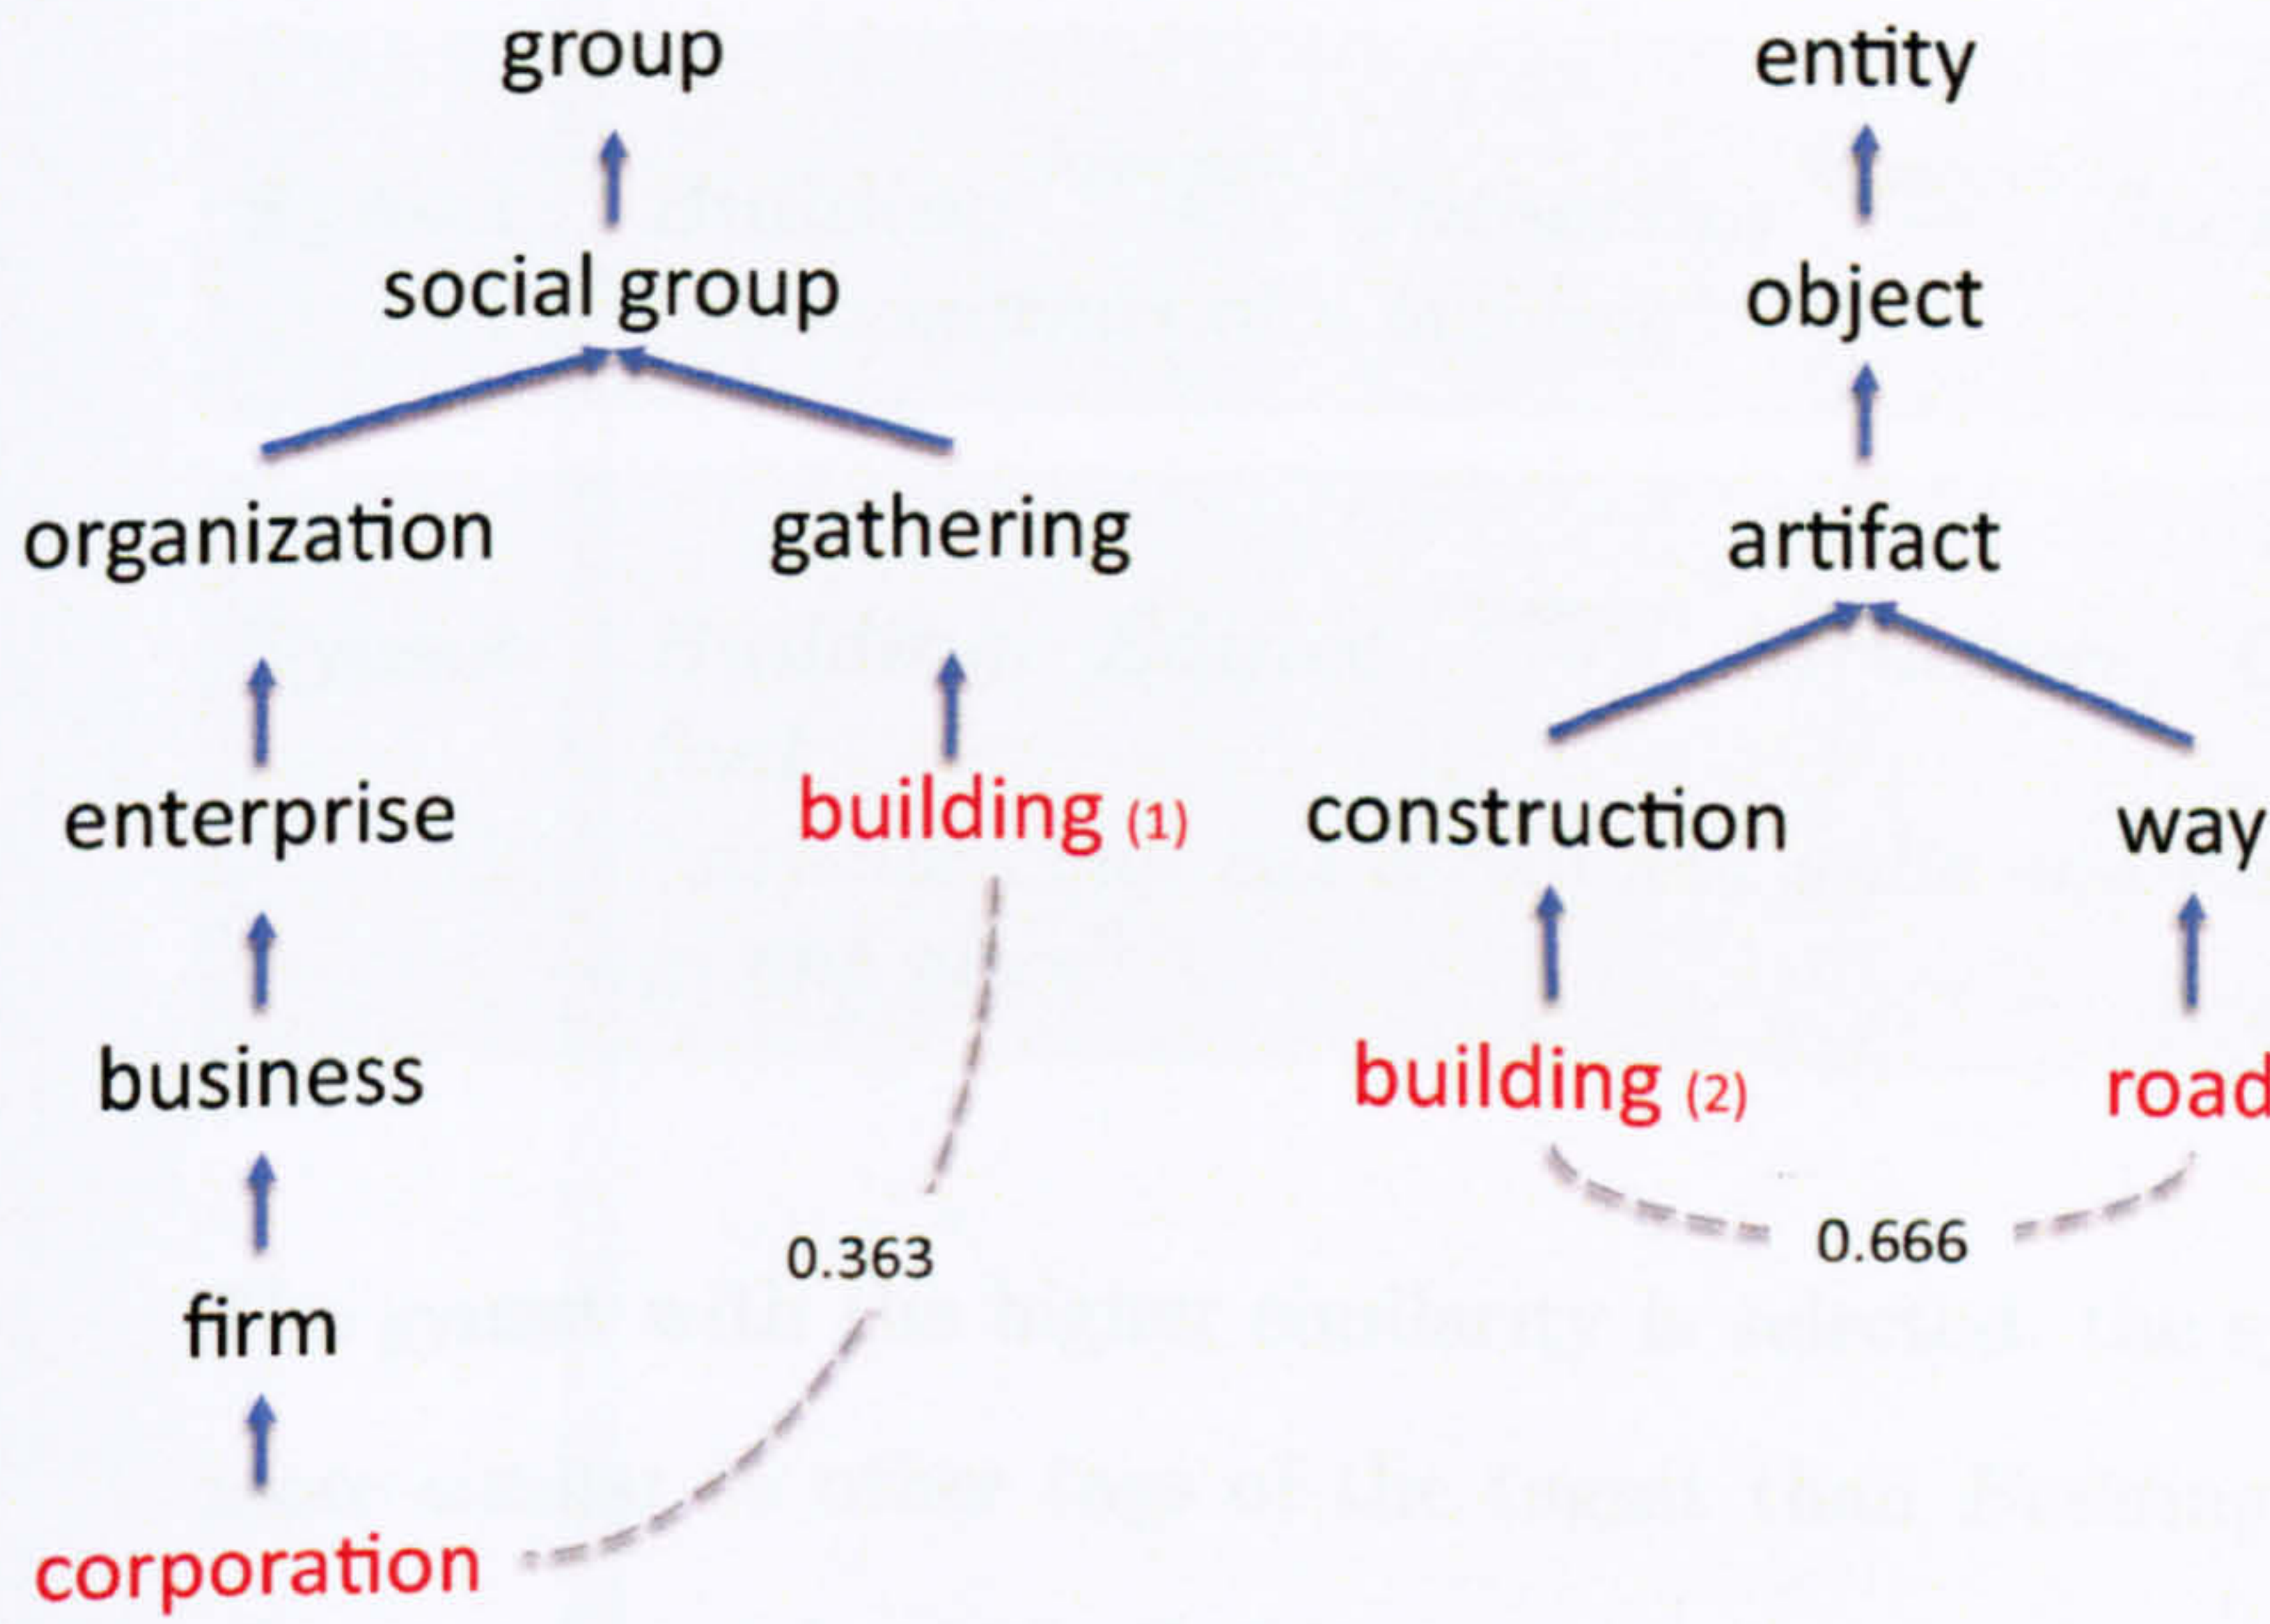 group
entity
social group
object
organization
gathering
artifact
enterprise
building (1)
construction
way
business
building (2)
road
0.363
0.666
firm
corporation